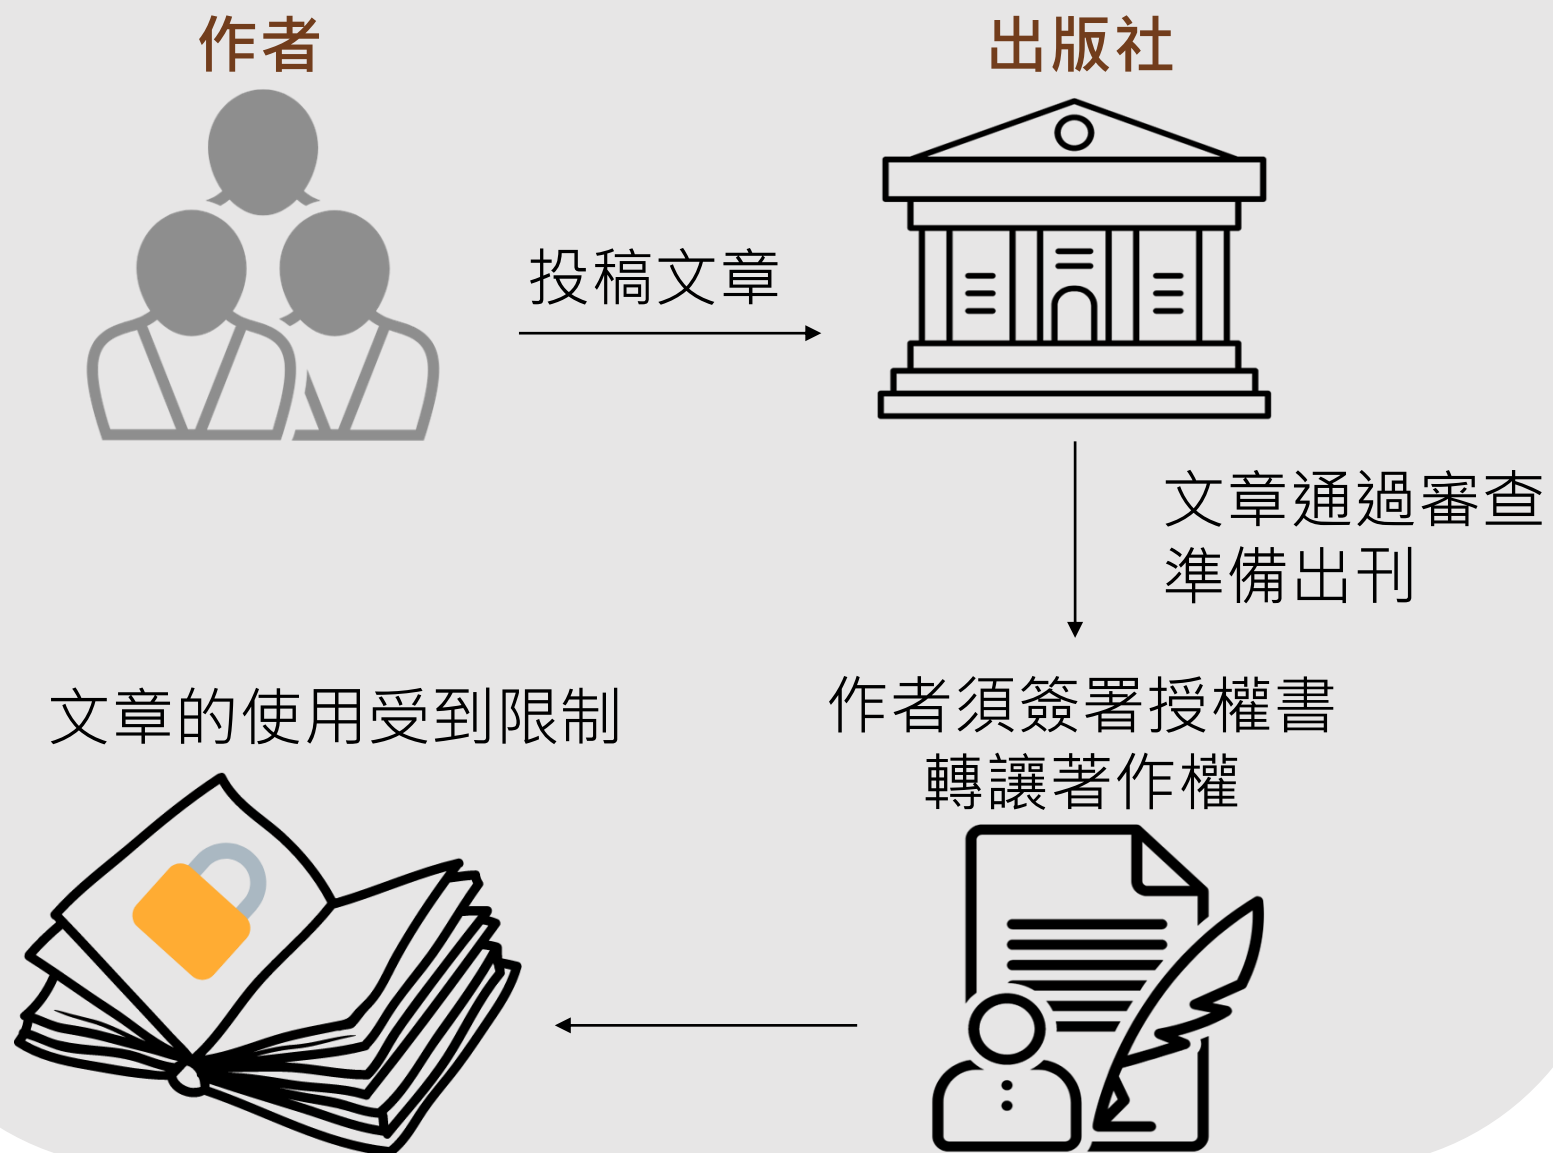 作者
出版社
投稿文章
文章通過審查
準備出刊
作者須簽署授權書
轉讓著作權
文章的使用受到限制